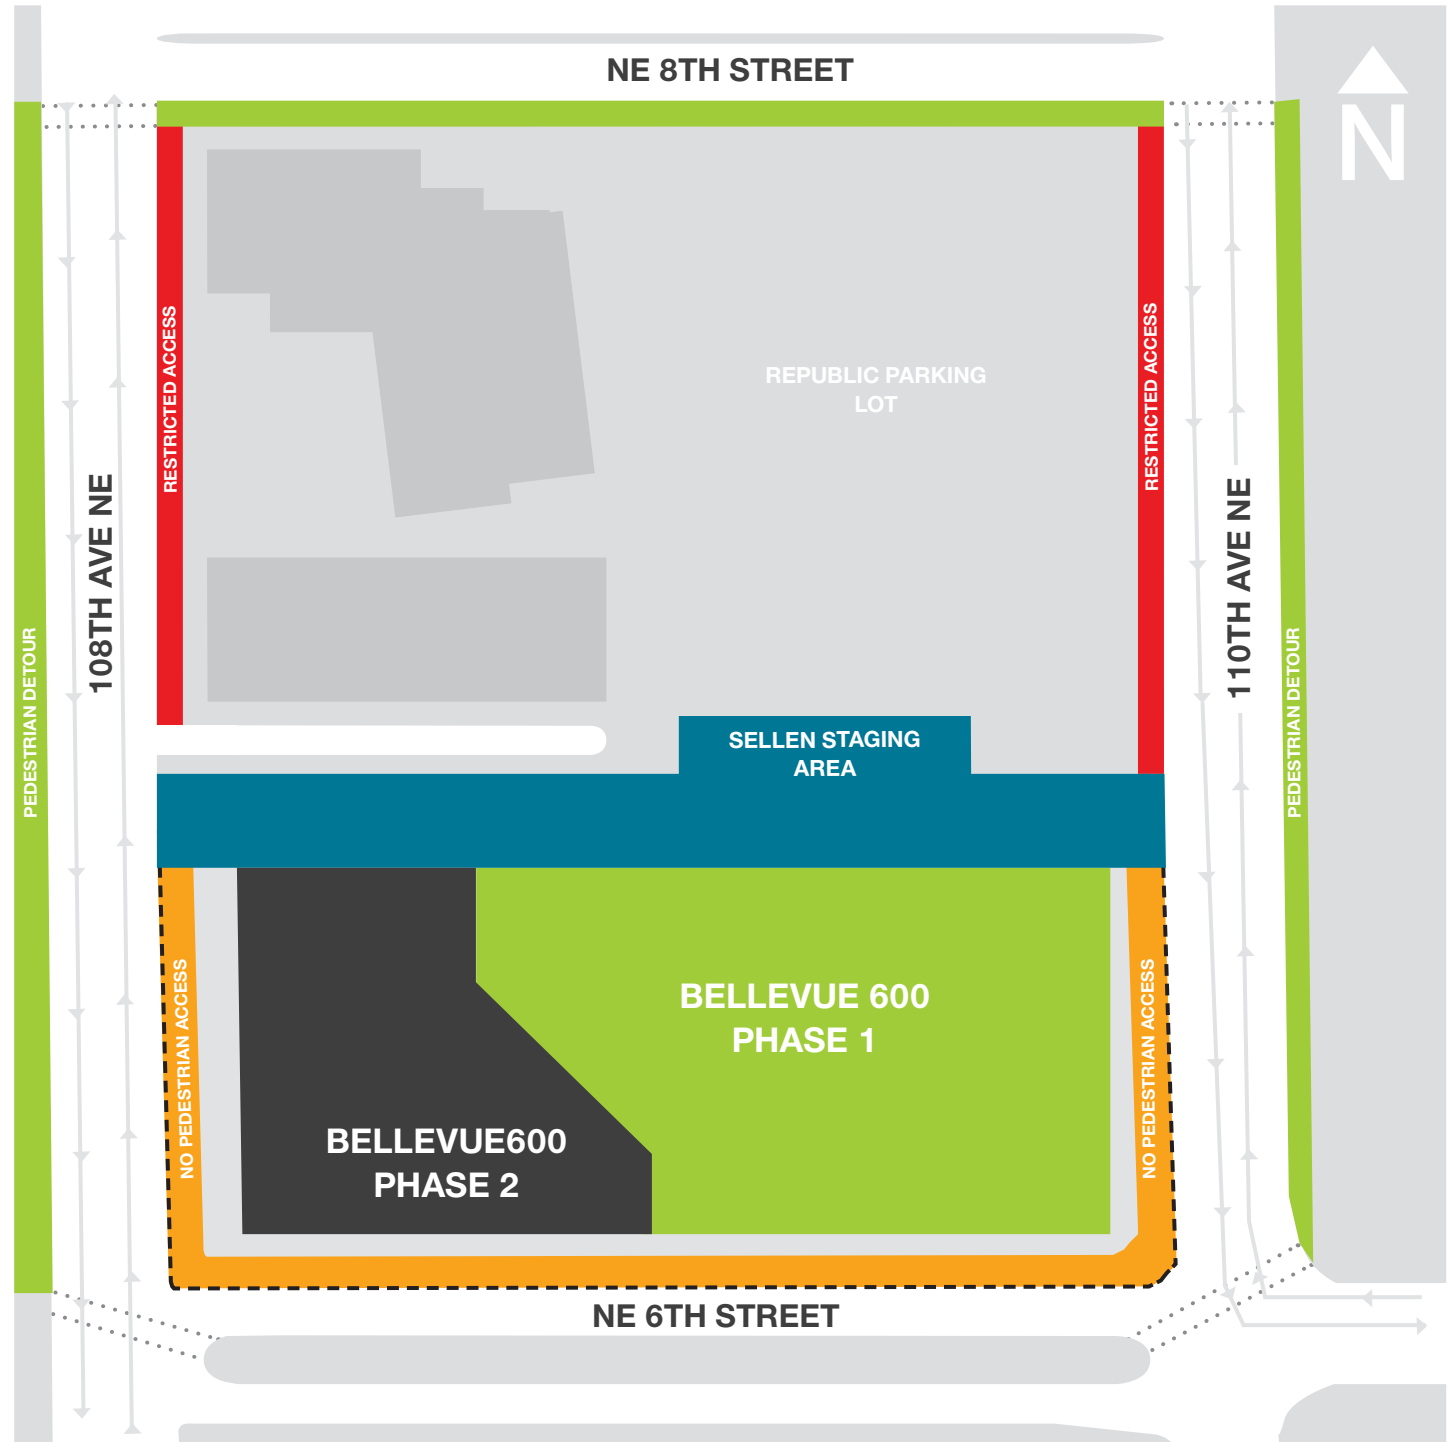 NE 8TH STREET
N
RESTRICTED ACCESS
RESTRICTED ACCESS
REPUBLIC PARKING
LOT
108TH AVE NE
110TH AVE NE
PEDESTRIAN DETOUR
PEDESTRIAN DETOUR
SELLEN STAGING
AREA
NO PEDESTRIAN ACCESS
NO PEDESTRIAN ACCESS
BELLEVUE 600
PHASE 1
BELLEVUE600
PHASE 2
NE 6TH STREET